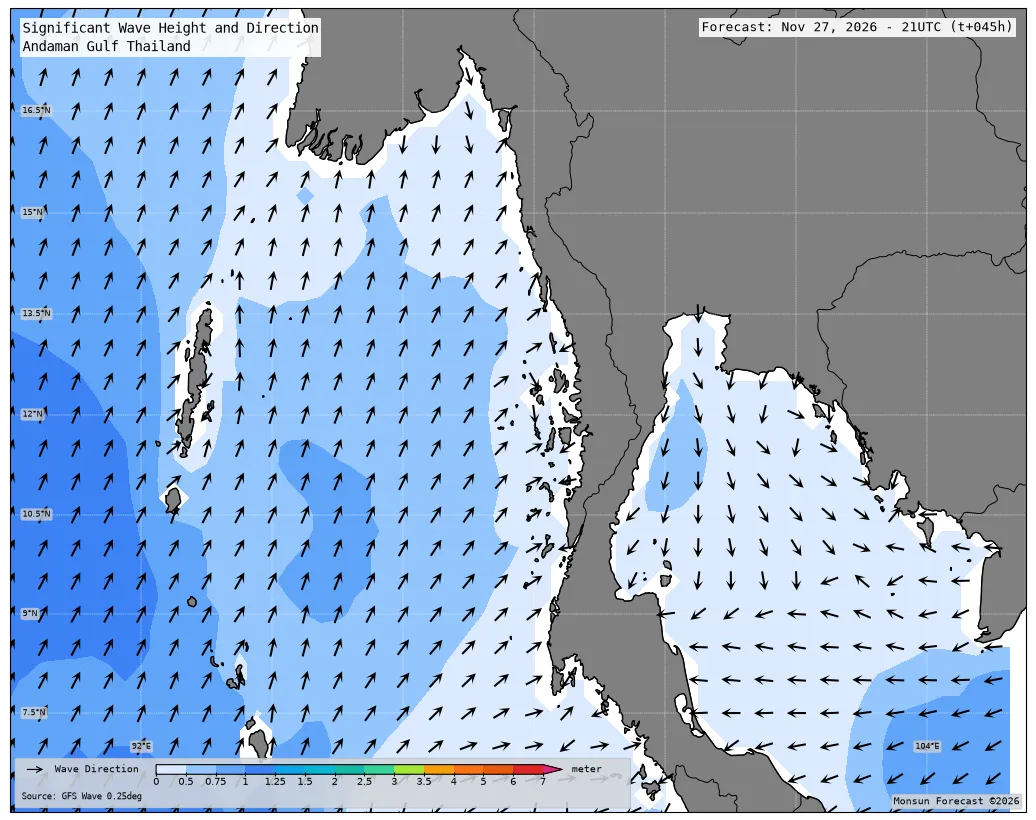 Significant Wave Height and Direction
Andaman Gulf Thailand
Forecast: Nov 27, 2026 - 21UTC (t+045h)
16.5°N
15°N
13.5°N
12°N
10.5°N
9°N
7.5°N
92°E
104°E
Wave Direction
0 0.5 0.75 1 1.25 1.5 2 2.5 3 3.5 4 5 6 7 meter
Source: GFS Wave 0.25deg
Monsun Forecast ©2026